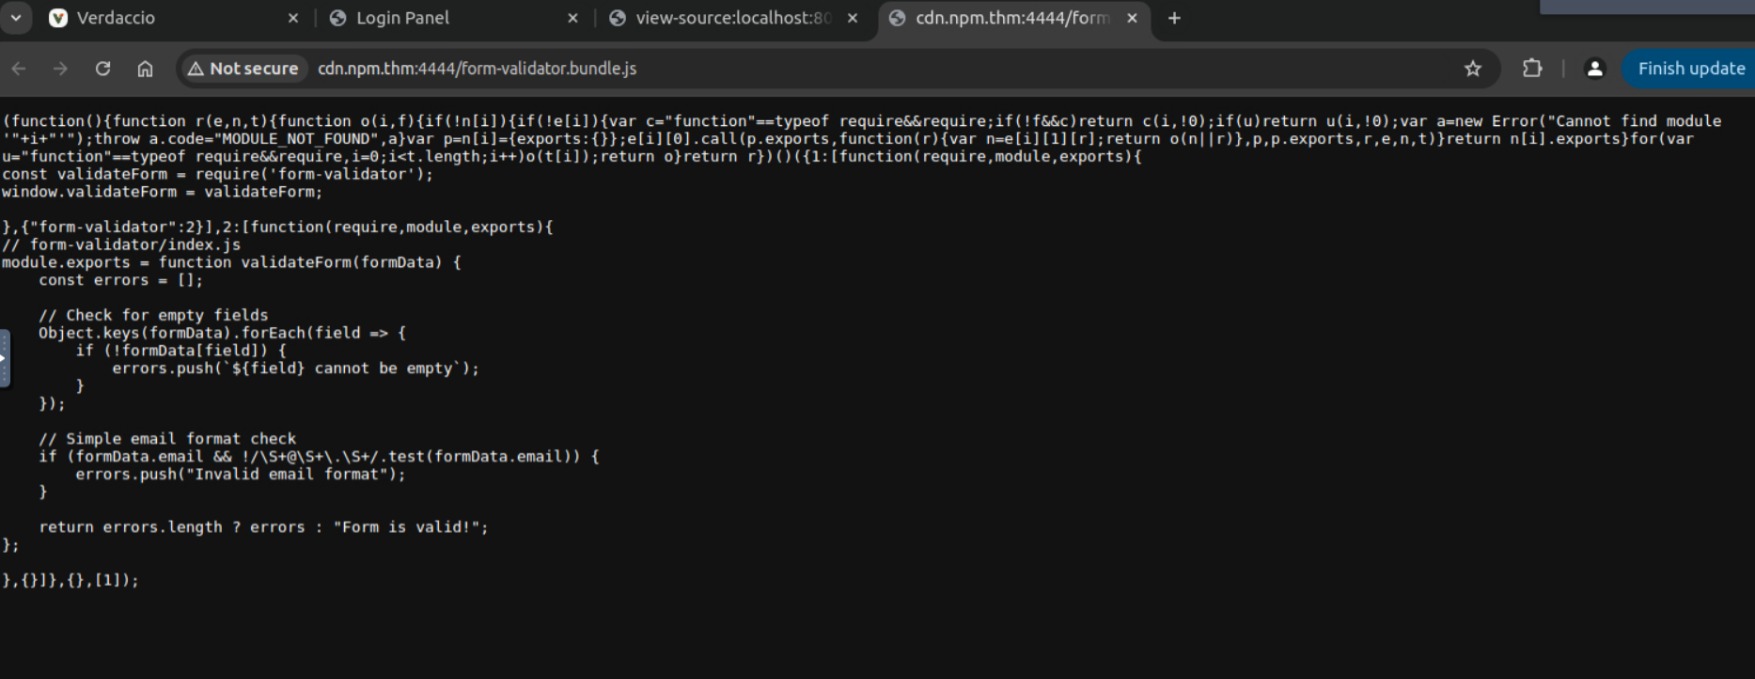 Verdaccio
Login Panel
view-source:localhost:80
cdn.npm.thm:4444/form
Not secure
cdn.npm.thm:4444/form-validator.bundle.js
Finish update
(function(){function r(e,n,t){function o(i,f){if(!n[i]){if(!e[i]){var c="function"==typeof require&&require;if(!f&&c)return c(i,!0);if(u)return u(i,!0);var a=new Error("Cannot find module
'"+i+"'");throw a.code="MODULE_NOT_FOUND",a}var p=n[i]={exports:{}};e[i][0].call(p.exports,function(r){var n=e[i][1][r];return o(n||r)},p,p.exports,r,e,n,t)}return n[i].exports}for(var
u="function"==typeof require&&require,i=0;i<t.length;i++)o(t[i]);return o}return r})()({1:[function(require,module,exports){
const validateForm = require('form-validator');
window.validateForm = validateForm;
},{"form-validator":2}],2:[function(require,module,exports){
// form-validator/index.js
module.exports = function validateForm(formData) {
    const errors = [];
    // Check for empty fields
    Object.keys(formData).forEach(field => {
        if (!formData[field]) {
            errors.push(`${field} cannot be empty`);
        }
    });
    // Simple email format check
    if (formData.email && !/\S+@\S+\.\S+/.test(formData.email)) {
        errors.push("Invalid email format");
    }
    return errors.length ? errors : "Form is valid!";
};
},{}]},{},[1]);